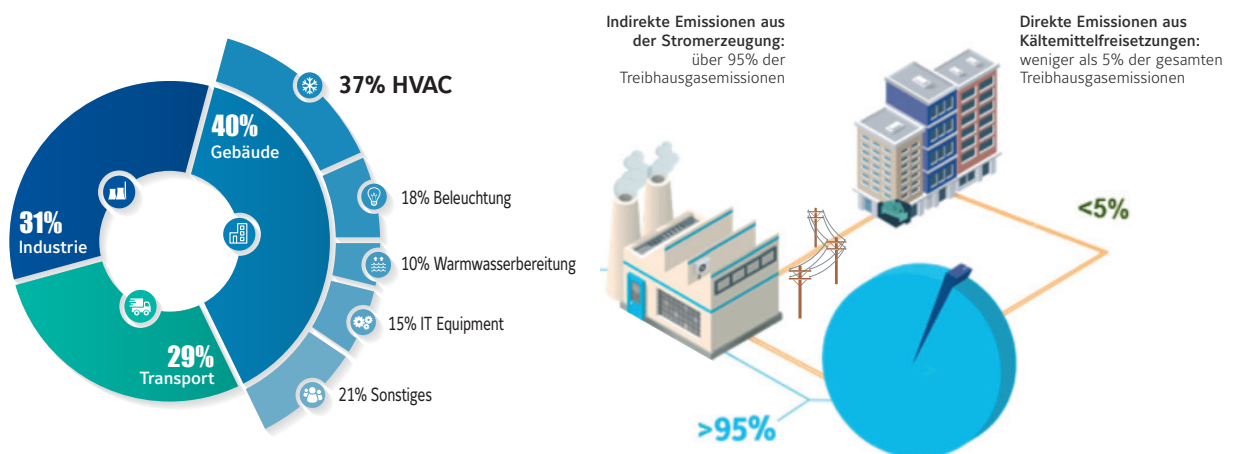 37% HVAC
40%
Gebäude
18% Beleuchtung
31%
Industrie
10% Warmwasserbereitung
15% IT Equipment
29%
Transport
21% Sonstiges
Indirekte Emissionen aus
der Stromerzeugung:
über 95% der
Treibhausgasemissionen
Direkte Emissionen aus
Kältemittelfreisetzungen:
weniger als 5% der gesamten
Treibhausgasemissionen
<5%
>95%